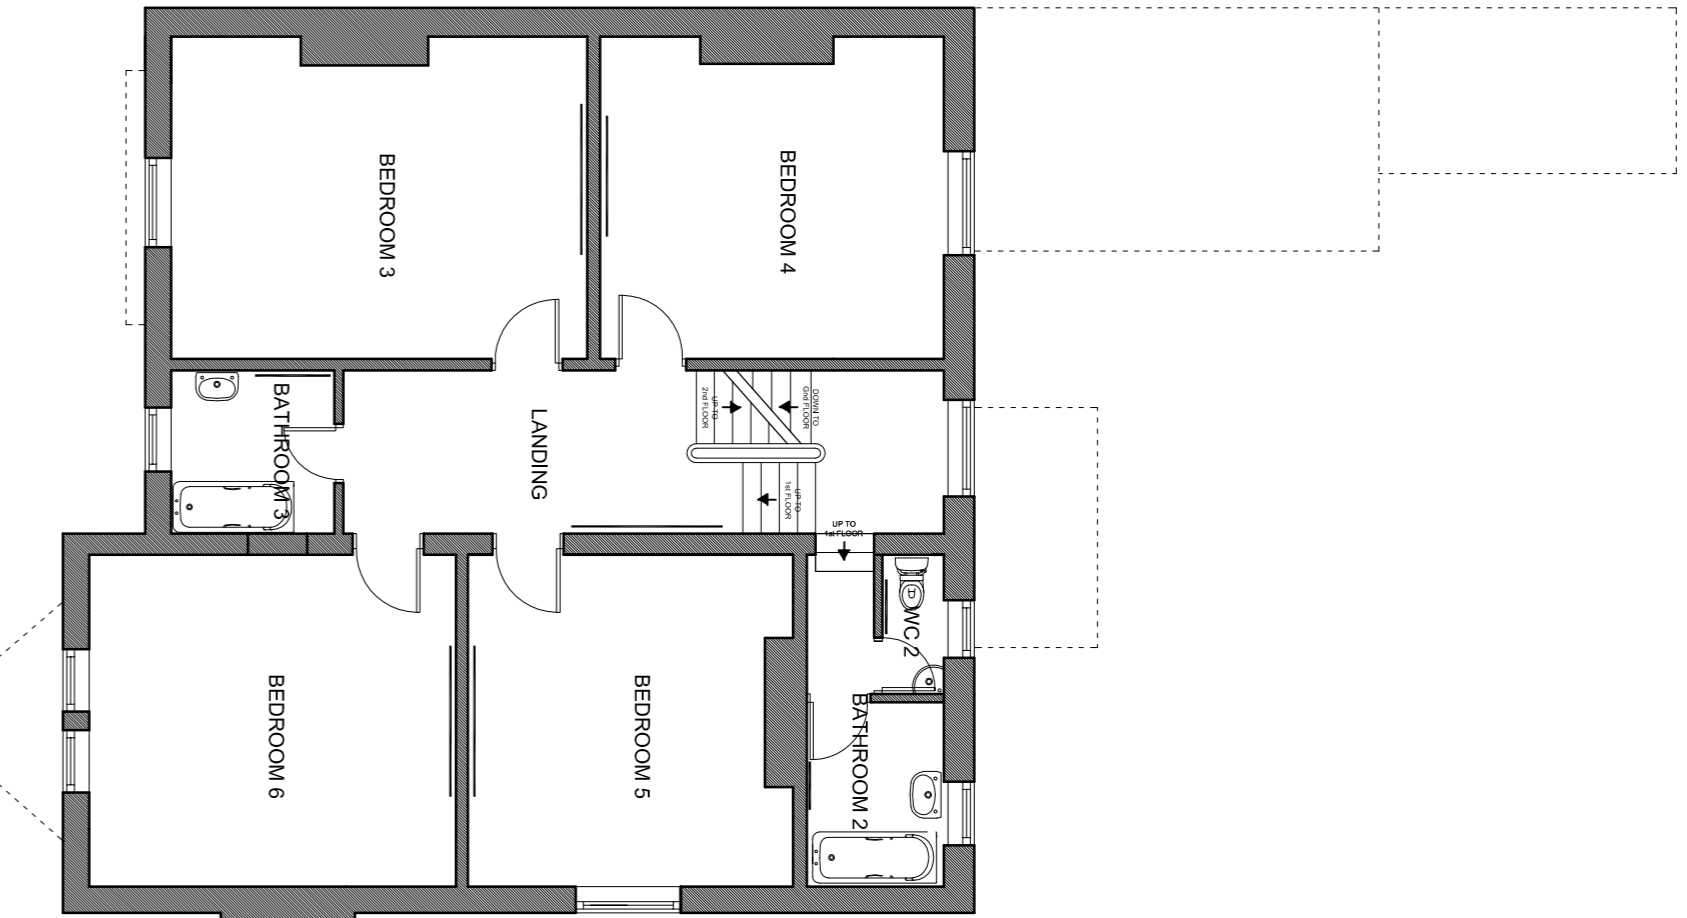 BEDROOM 3
BEDROOM 4
LANDING
BATHROOM 3
UP TO
2nd FLOOR
DOWN TO
Gnd FLOOR
UP TO
1st FLOOR
UP TO
1st FLOOR
WC 2
BATHROOM 2
BEDROOM 5
BEDROOM 6